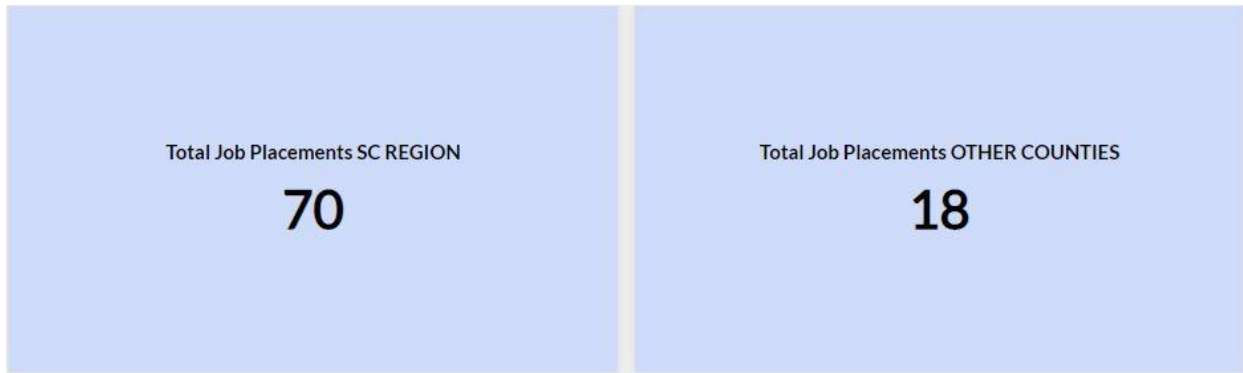 Total Job Placements SC REGION
70
Total Job Placements OTHER COUNTIES
18